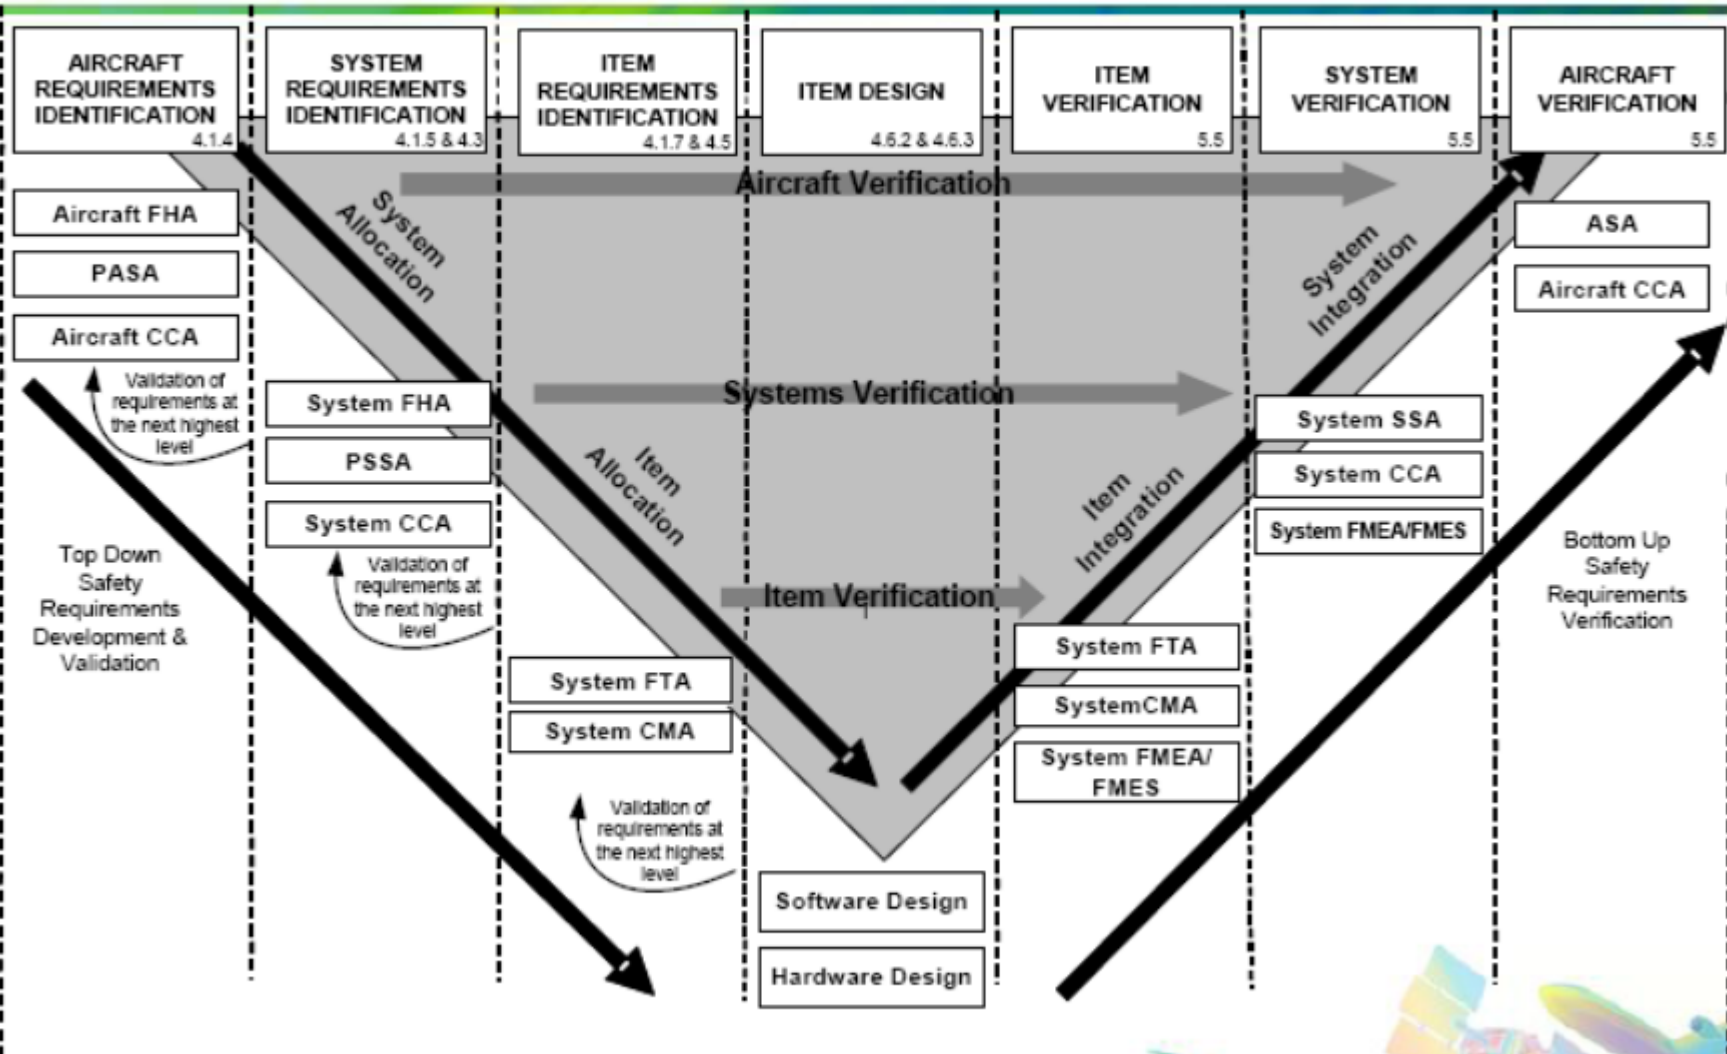 AIRCRAFT
REQUIREMENTS
IDENTIFICATION
4.1.4
SYSTEM
REQUIREMENTS
IDENTIFICATION
4.1.5 & 4.3
ITEM
REQUIREMENTS
IDENTIFICATION
4.1.7 & 4.5
ITEM DESIGN
4.6.2 & 4.6.3
ITEM
VERIFICATION
5.5
SYSTEM
VERIFICATION
5.5
AIRCRAFT
VERIFICATION
5.5
Aircraft Verification
System
Allocation
System
Integration
Aircraft FHA
PASA
Aircraft CCA
Validation of
requirements at
the next highest
level
ASA
Aircraft CCA
Systems Verification
System FHA
PSSA
System CCA
Validation of
requirements at
the next highest
level
Item
Allocation
Item
Integration
System SSA
System CCA
System FMEA/FMES
Top Down
Safety
Requirements
Development &
Validation
Bottom Up
Safety
Requirements
Verification
Item Verification
System FTA
System CMA
Validation of
requirements at
the next highest
level
System FTA
SystemCMA
System FMEA/
FMES
Software Design
Hardware Design